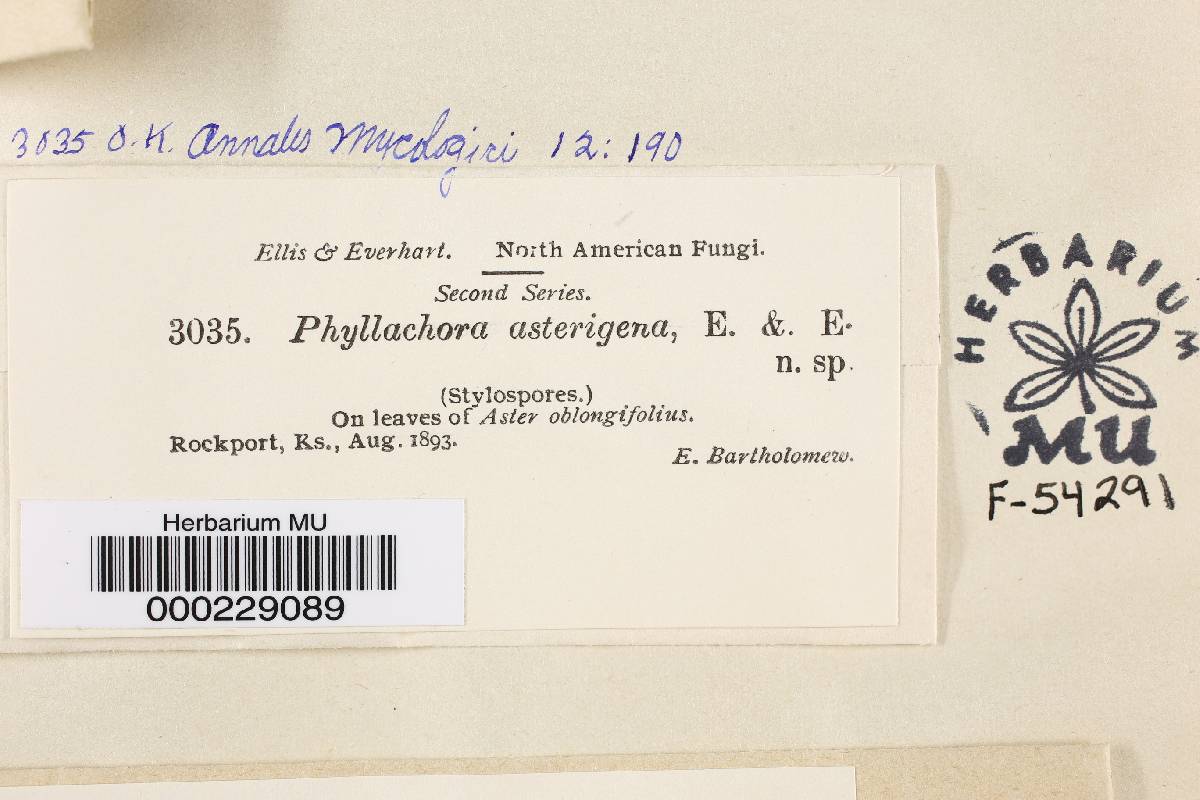 3035 O.K. Annales Mycologici 12: 190
Ellis & Everhart. North American Fungi.
Second Series.
3035. Phyllachora asterigena, E. &. E.
n. sp.
(Stylospores.)
On leaves of Aster oblongifolius.
Rockport, Ks., Aug. 1893.
E. Bartholomew.
Herbarium MU
000229089
HERBARIUM
MU
F-54291